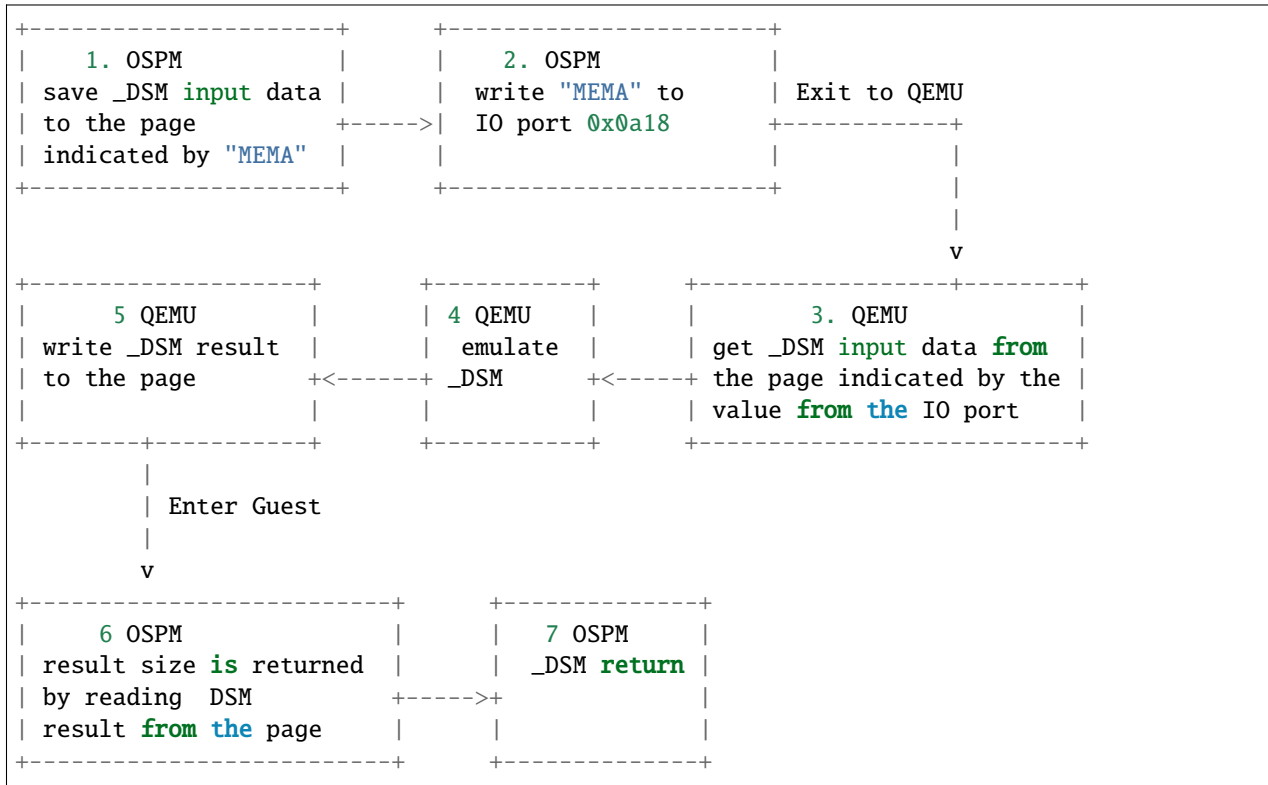 +-----------------------+      +-----------------------+
|      1. OSPM          |      |     2. OSPM           |
| save _DSM input data  |      |  write "MEMA" to      | Exit to QEMU
| to the page           +----->|  IO port 0x0a18       +------------+
| indicated by "MEMA"   |      |                       |            |
+-----------------------+      +-----------------------+            |
                                                                    |
                                                                    v
+---------------------+       +-----------+      +------------------+--------+
|      5 QEMU         |       | 4 QEMU    |      |        3. QEMU            |
| write _DSM result   |       |  emulate  |      | get _DSM input data from  |
| to the page         +<------+ _DSM      +<-----+ the page indicated by the |
|                     |       |           |      | value from the IO port    |
+--------+------------+       +-----------+      +---------------------------+
         |
         | Enter Guest
         |
         v
+---------------------------+      +--------------+
|     6 OSPM                |      |   7 OSPM     |
| result size is returned   |      |  _DSM return |
| by reading  DSM           +----->+              |
| result from the page      |      |              |
+---------------------------+      +--------------+